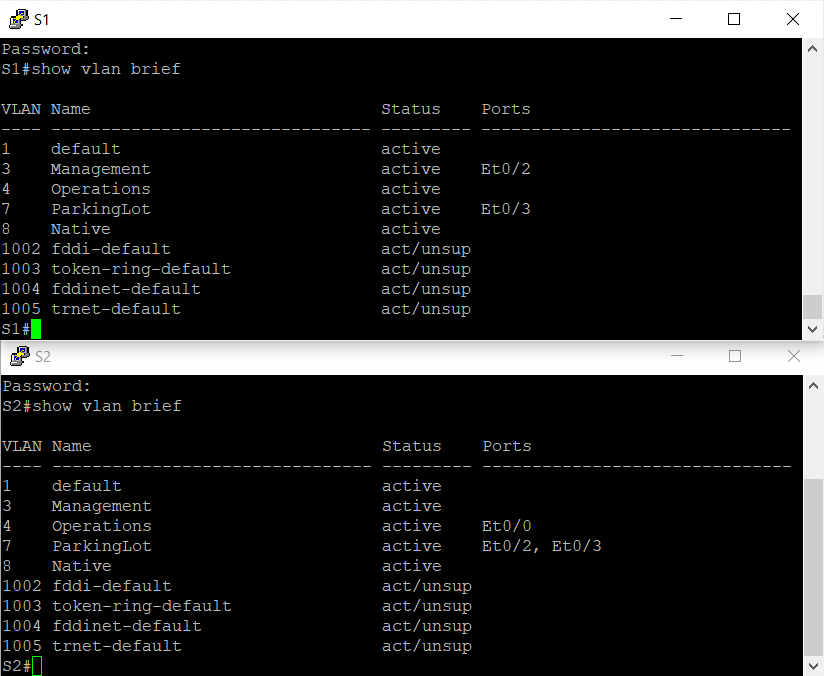 S1
Password:
S1#show vlan brief
VLAN Name                             Status    Ports
---- -------------------------------- --------- -------------------------------
1    default                          active
3    Management                       active    Et0/2
4    Operations                       active
7    ParkingLot                       active    Et0/3
8    Native                           active
1002 fddi-default                     act/unsup
1003 token-ring-default               act/unsup
1004 fddinet-default                  act/unsup
1005 trnet-default                    act/unsup
S1#
S2
Password:
S2#show vlan brief
VLAN Name                             Status    Ports
---- -------------------------------- --------- -------------------------------
1    default                          active
3    Management                       active
4    Operations                       active    Et0/0
7    ParkingLot                       active    Et0/2, Et0/3
8    Native                           active
1002 fddi-default                     act/unsup
1003 token-ring-default               act/unsup
1004 fddinet-default                  act/unsup
1005 trnet-default                    act/unsup
S2#